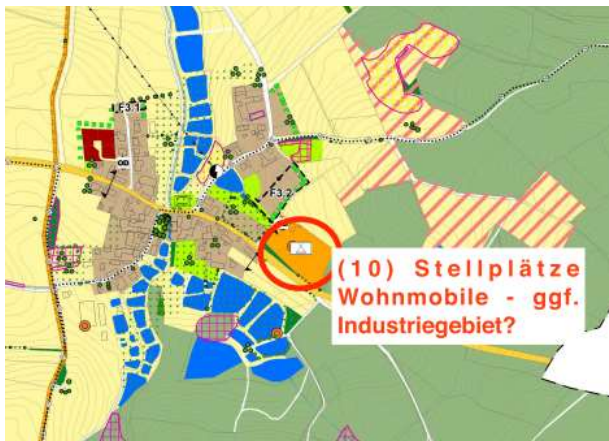 F3.1
F3.2
(10) Stellplätze
Wohnmobile - ggf.
Industriegebiet?